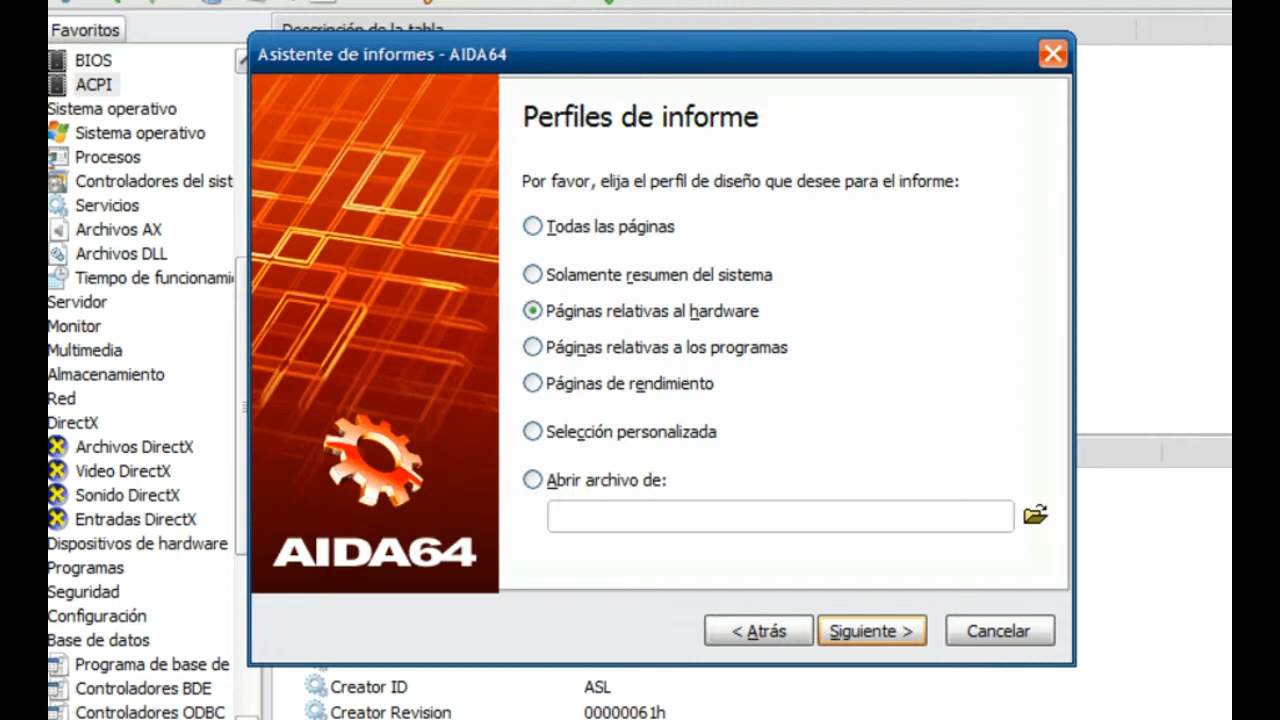 Favoritos
BIOS
ACPI
Sistema operativo
Sistema operativo
Procesos
Controladores del sist
Servicios
Archivos AX
Archivos DLL
Tiempo de funcionami
Servidor
Monitor
Multimedia
Almacenamiento
Red
DirectX
Archivos DirectX
Video DirectX
Sonido DirectX
Entradas DirectX
Dispositivos de hardware
Programas
Seguridad
Configuración
Base de datos
Programa de base de
Controladores BDE
Controladores ODBC
Descripción de la tabla
Asistente de informes - AIDA64
AIDA64
Perfiles de informe
Por favor, elija el perfil de diseño que desee para el informe:
Todas las páginas
Solamente resumen del sistema
Páginas relativas al hardware
Páginas relativas a los programas
Páginas de rendimiento
Selección personalizada
Abrir archivo de:
< Atrás
Siguiente >
Cancelar
Creator ID ASL
Creator Revision 00000061h